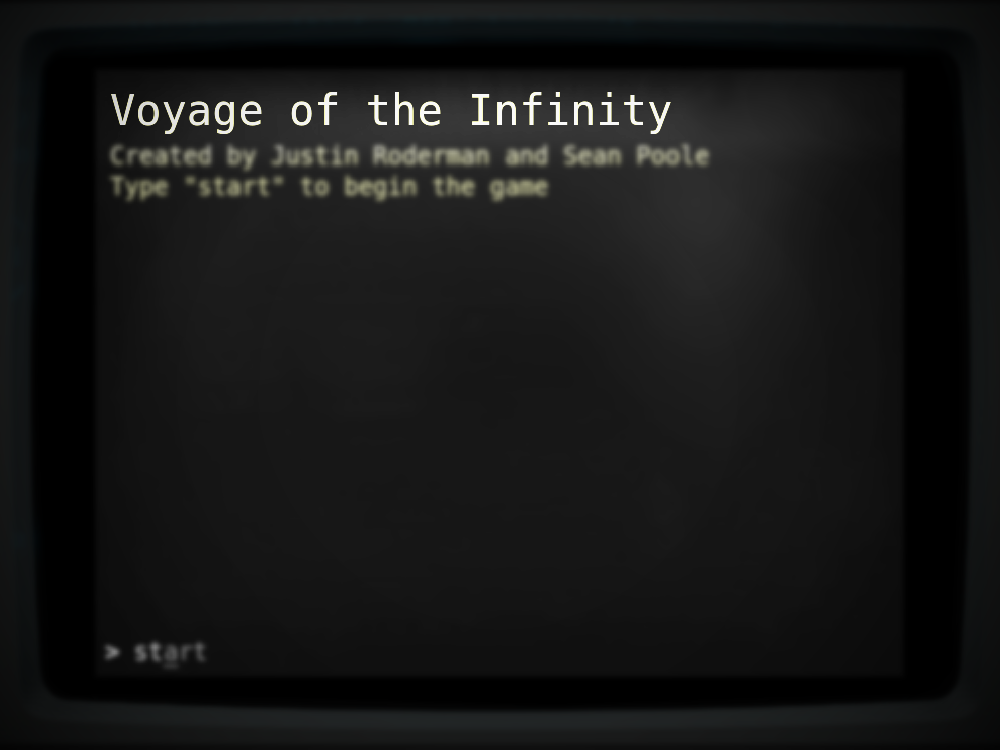 Voyage of the Infinity
Created by Justin Roderman and Sean Poole
Type "start" to begin the game
> start